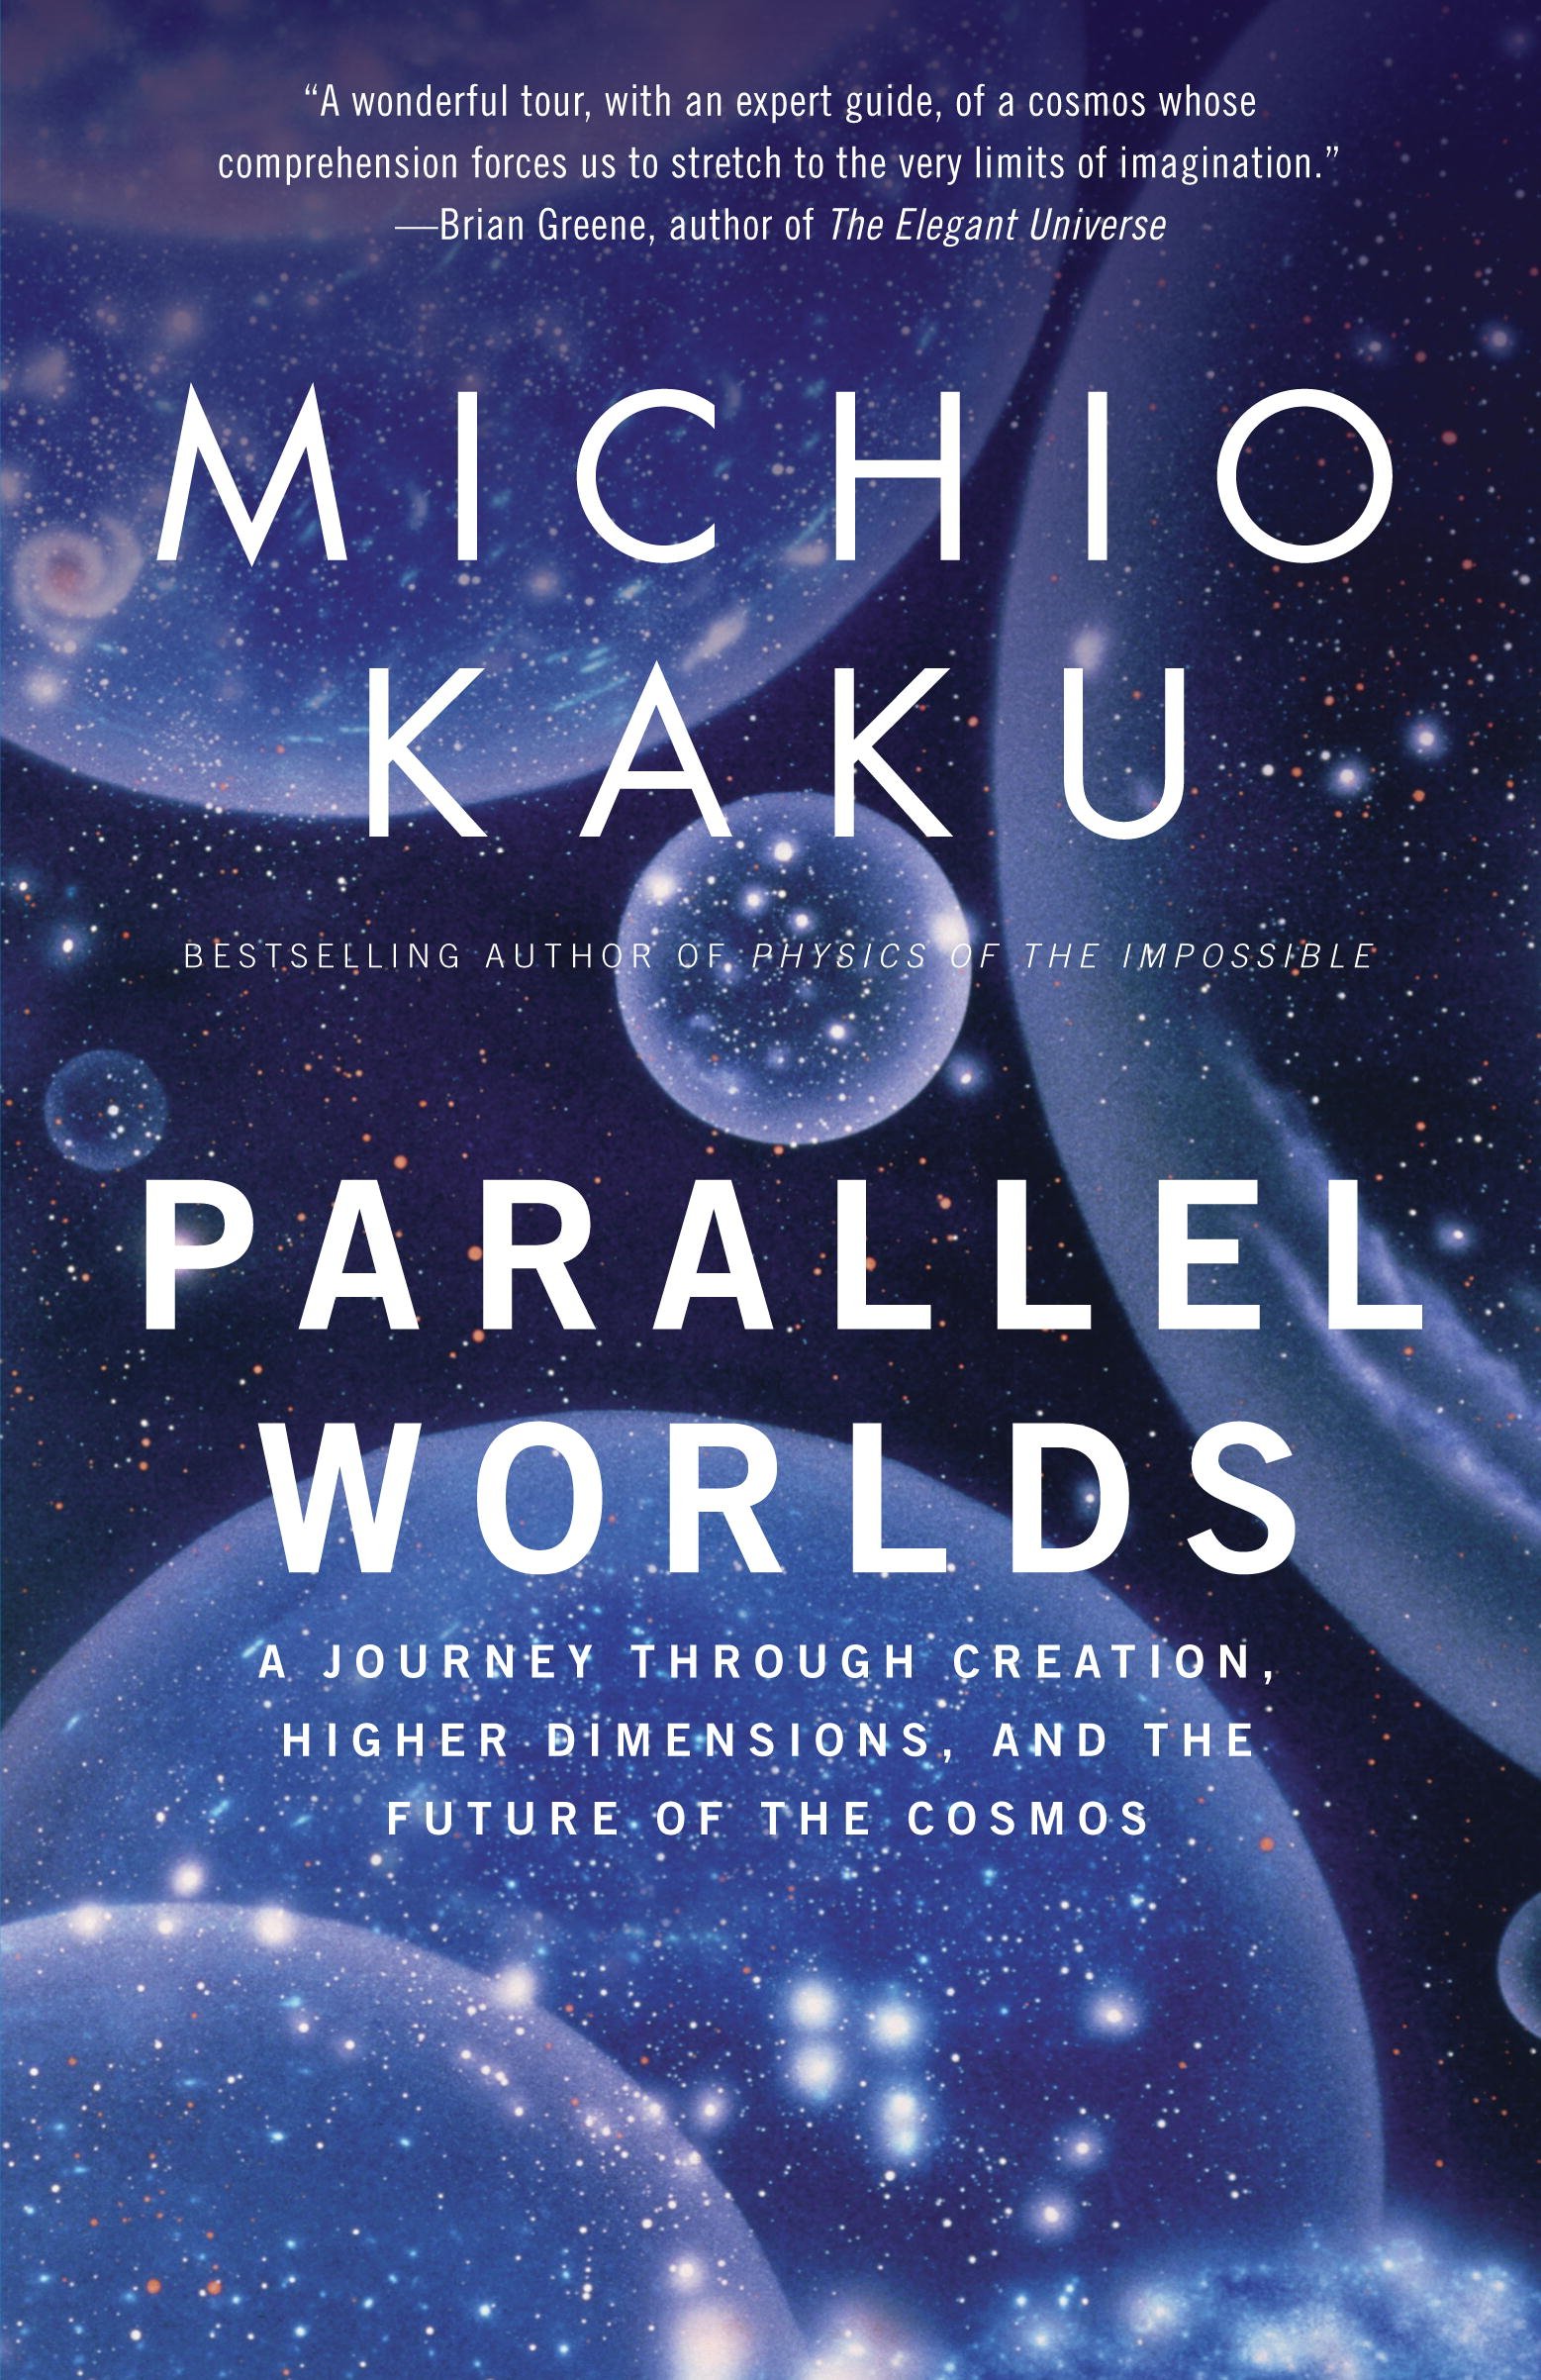 “A wonderful tour, with an expert guide, of a cosmos whose
comprehension forces us to stretch to the very limits of imagination.”
—Brian Greene, author of The Elegant Universe
MICHIO
KAKU
BESTSELLING AUTHOR OF PHYSICS OF THE IMPOSSIBLE
PARALLEL
WORLDS
A JOURNEY THROUGH CREATION,
HIGHER DIMENSIONS, AND THE
FUTURE OF THE COSMOS